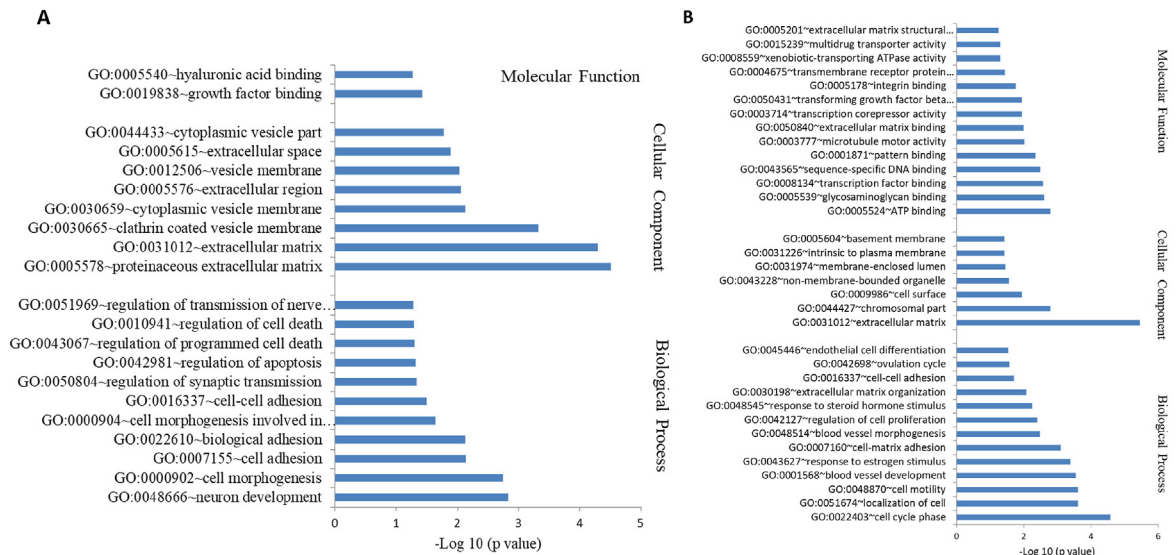 A
Molecular Function
GO:0005540~hyaluronic acid binding
GO:0019838~growth factor binding
Cellular Component
GO:0044433~cytoplasmic vesicle part
GO:0005615~extracellular space
GO:0012506~vesicle membrane
GO:0005576~extracellular region
GO:0030659~cytoplasmic vesicle membrane
GO:0030665~clathrin coated vesicle membrane
GO:0031012~extracellular matrix
GO:0005578~proteinaceous extracellular matrix
Biological Process
GO:0051969~regulation of transmission of nerve...
GO:0010941~regulation of cell death
GO:0043067~regulation of programmed cell death
GO:0042981~regulation of apoptosis
GO:0050804~regulation of synaptic transmission
GO:0016337~cell-cell adhesion
GO:0000904~cell morphogenesis involved in...
GO:0022610~biological adhesion
GO:0007155~cell adhesion
GO:0000902~cell morphogenesis
GO:0048666~neuron development
0 1 2 3 4 5
-Log 10 (p value)
B
Molecular Function
GO:0005201~extracellular matrix structural...
GO:0015239~multidrug transporter activity
GO:0008559~xenobiotic-transporting ATPase activity
GO:0004675~transmembrane receptor protein...
GO:0005178~integrin binding
GO:0050431~transforming growth factor beta...
GO:0003714~transcription corepressor activity
GO:0050840~extracellular matrix binding
GO:0003777~microtubule motor activity
GO:0001871~pattern binding
GO:0043565~sequence-specific DNA binding
GO:0008134~transcription factor binding
GO:0005539~glycosaminoglycan binding
GO:0005524~ATP binding
Cellular Component
GO:0005604~basement membrane
GO:0031226~intrinsic to plasma membrane
GO:0031974~membrane-enclosed lumen
GO:0043228~non-membrane-bounded organelle
GO:0009986~cell surface
GO:0044427~chromosomal part
GO:0031012~extracellular matrix
Biological Process
GO:0045446~endothelial cell differentiation
GO:0042698~ovulation cycle
GO:0016337~cell-cell adhesion
GO:0030198~extracellular matrix organization
GO:0048545~response to steroid hormone stimulus
GO:0042127~regulation of cell proliferation
GO:0048514~blood vessel morphogenesis
GO:0007160~cell-matrix adhesion
GO:0043627~response to estrogen stimulus
GO:0001568~blood vessel development
GO:0048870~cell motility
GO:0051674~localization of cell
GO:0022403~cell cycle phase
0 2 4 6
-Log 10 (p value)